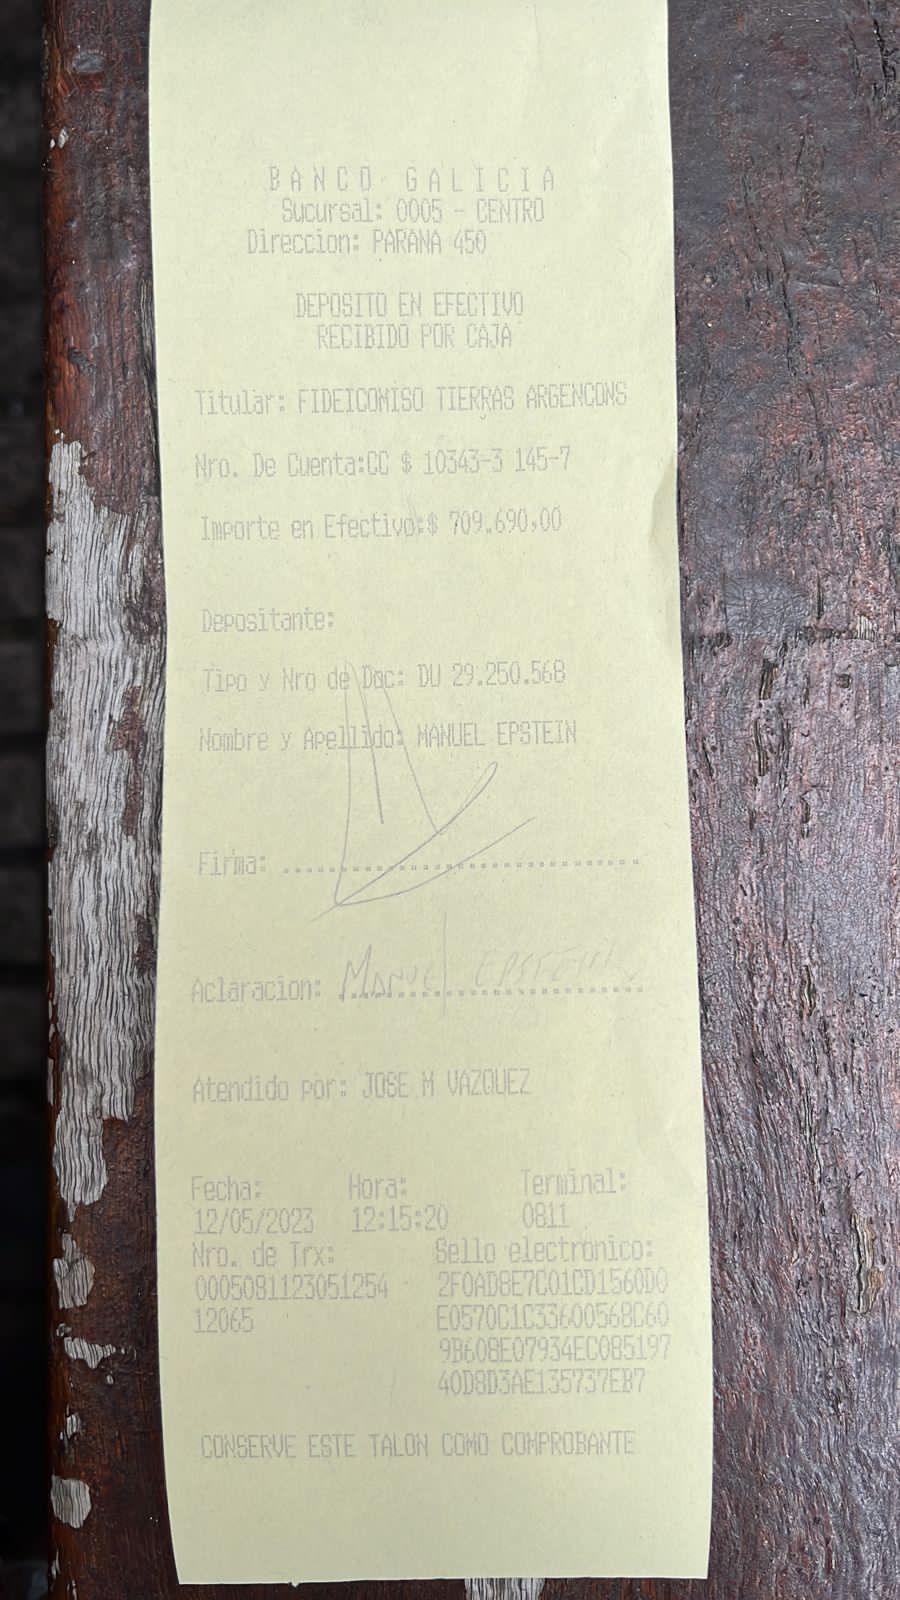 BANCO GALICIA
Sucursal: 0005 - CENTRO
Direccion: PARANA 450
DEPOSITO EN EFECTIVO
RECIBIDO POR CAJA
Titular: FIDEICOMISO TIERRAS ARGENCONS
Nro. De Cuenta:CC $ 10343-3 145-7
Importe en Efectivo:$ 709.690,00
Depositante:
Tipo y Nro de Doc: DU 29.250.568
Nombre y Apellido: MANUEL EPSTEIN
Firma: ..................................
Aclaracion: Manuel EPSTEIN
Atendido por: JOSE M VAZQUEZ
Fecha: Hora: Terminal:
12/05/2023 12:15:20 0811
Nro. de Trx: Sello electronico:
0005081123051254 2F0AD8E7C01CD1560D0
12065 E0570C1C33600568C60
9B608E07934EC085197
40D8D3AE135737EB7
CONSERVE ESTE TALON COMO COMPROBANTE